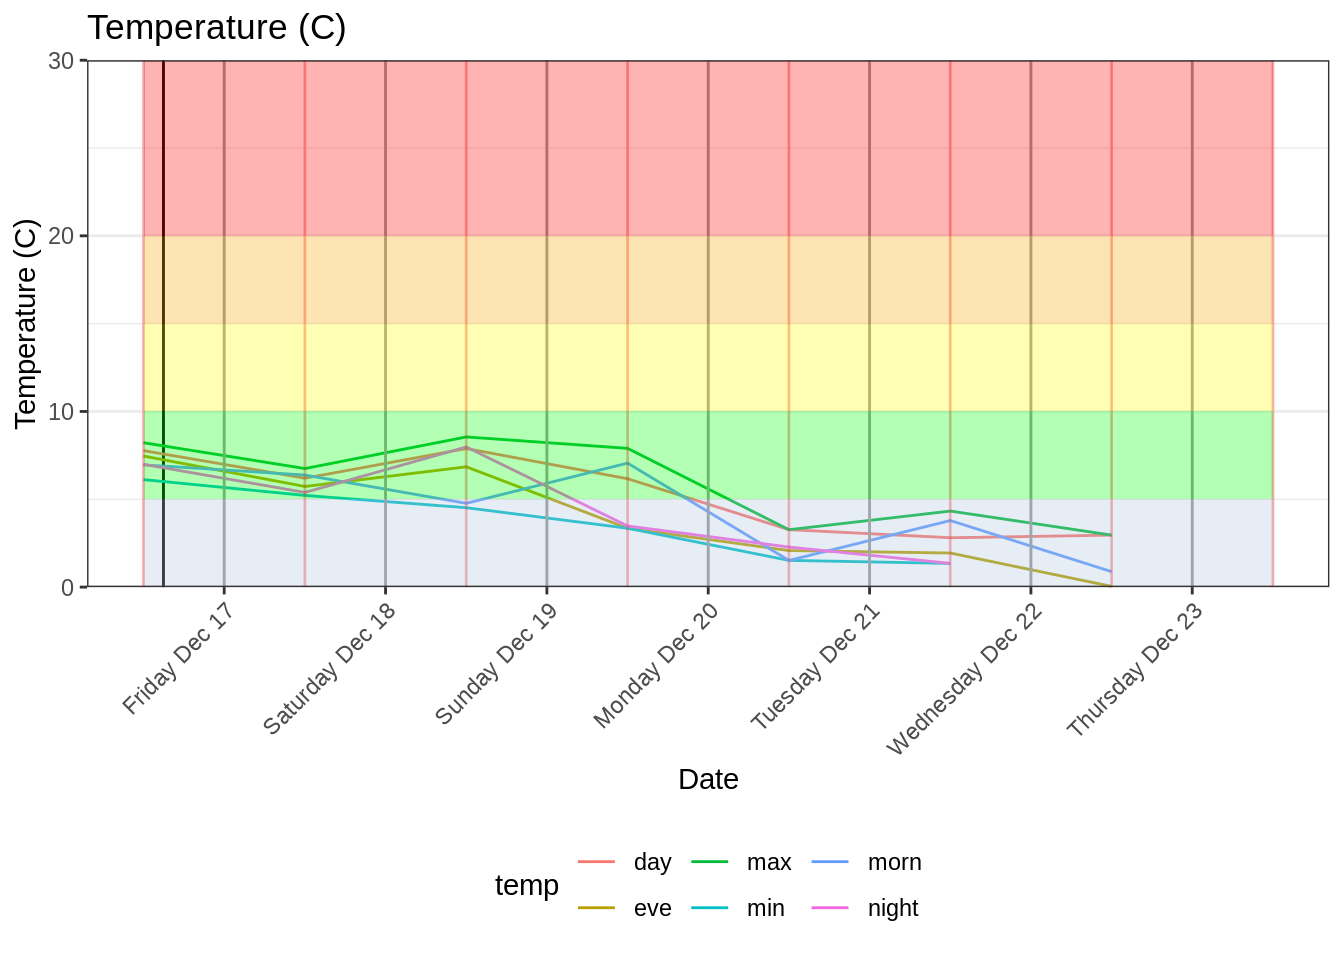 Temperature (C)
30
20
10
0
Temperature (C)
Friday Dec 17
Saturday Dec 18
Sunday Dec 19
Monday Dec 20
Tuesday Dec 21
Wednesday Dec 22
Thursday Dec 23
Date
temp
day
max
morn
eve
min
night